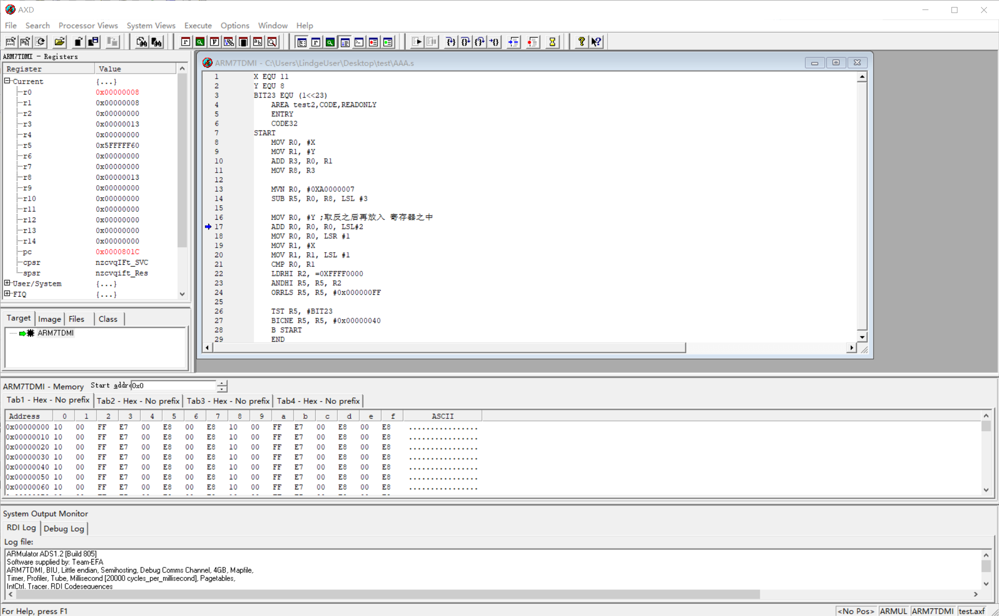 AXD
File Search Processor Views System Views Execute Options Window Help
ARM7TDMI - Registers
Register Value
Current {...}
r0 0x00000008
r1 0x00000008
r2 0x00000000
r3 0x00000013
r4 0x00000000
r5 0x5FFFFF60
r6 0x00000000
r7 0x00000000
r8 0x00000013
r9 0x00000000
r10 0x00000000
r11 0x00000000
r12 0x00000000
r13 0x00000000
r14 0x00000000
pc 0x0000801C
cpsr nzcvqIFt_SVC
spsr nzcvqift_Res
User/System {...}
FIQ {...}
Target Image Files Class
ARM7TDMI
ARM7TDMI - C:\Users\LindgeUser\Desktop\test\AAA.s
1 X EQU 11
2 Y EQU 8
3 BIT23 EQU (1<<23)
4 AREA test2,CODE,READONLY
5 ENTRY
6 CODE32
7 START
8 MOV R0, #X
9 MOV R1, #Y
10 ADD R3, R0, R1
11 MOV R8, R3
12
13 MVN R0, #0XA0000007
14 SUB R5, R0, R8, LSL #3
15
16 MOV R0, #Y ;取反之后再放入 寄存器之中
17 ADD R0, R0, R0, LSL#2
18 MOV R0, R0, LSR #1
19 MOV R1, #X
20 MOV R1, R1, LSL #1
21 CMP R0, R1
22 LDRHI R2, =0XFFFF0000
23 ANDHI R5, R5, R2
24 ORRLS R5, R5, #0x000000FF
25
26 TST R5, #BIT23
27 BICNE R5, R5, #0x00000040
28 B START
29 END
ARM7TDMI - Memory Start addre 0x0
Tab1 - Hex - No prefix Tab2 - Hex - No prefix Tab3 - Hex - No prefix Tab4 - Hex - No prefix
Address 0 1 2 3 4 5 6 7 8 9 a b c d e f ASCII
0x00000000 10 00 FF E7 00 E8 00 E8 10 00 FF E7 00 E8 00 E8 ................
0x00000010 10 00 FF E7 00 E8 00 E8 10 00 FF E7 00 E8 00 E8 ................
0x00000020 10 00 FF E7 00 E8 00 E8 10 00 FF E7 00 E8 00 E8 ................
0x00000030 10 00 FF E7 00 E8 00 E8 10 00 FF E7 00 E8 00 E8 ................
0x00000040 10 00 FF E7 00 E8 00 E8 10 00 FF E7 00 E8 00 E8 ................
0x00000050 10 00 FF E7 00 E8 00 E8 10 00 FF E7 00 E8 00 E8 ................
0x00000060 10 00 FF E7 00 E8 00 E8 10 00 FF E7 00 E8 00 E8 ................
System Output Monitor
RDI Log Debug Log
Log file:
ARMulator ADS1.2 [Build 805]
Software supplied by: Team-EFA
ARM7TDMI, BIU, Little endian, Semihosting, Debug Comms Channel, 4GB, Mapfile,
Timer, Profiler, Tube, Millisecond [20000 cycles_per_millisecond], Pagetables,
IntCtrl, Tracer, RDI Codesequences
For Help, press F1 <No Pos> ARMUL ARM7TDMI test.axf